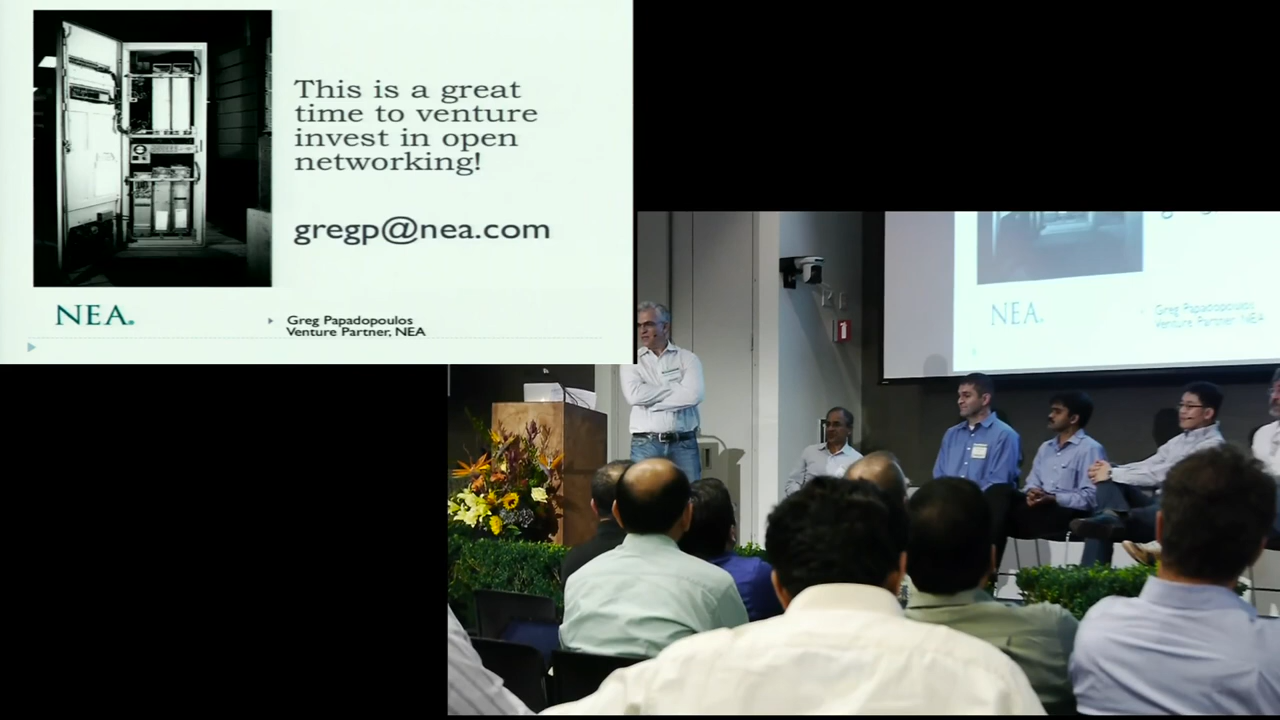 This is a great
time to venture
invest in open
networking!
gregp@nea.com
NEA.
Greg Papadopoulos
Venture Partner, NEA
NEA.
Greg Papadopoulos
Venture Partner, NEA